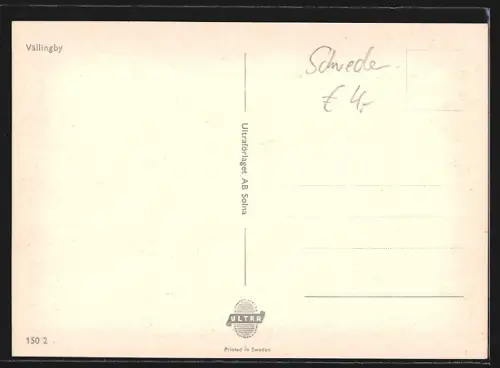 Vällingby
Schwede
€ 4,-
Ultraförlaget AB Solna
ULTRA
Printed in Sweden
150 2